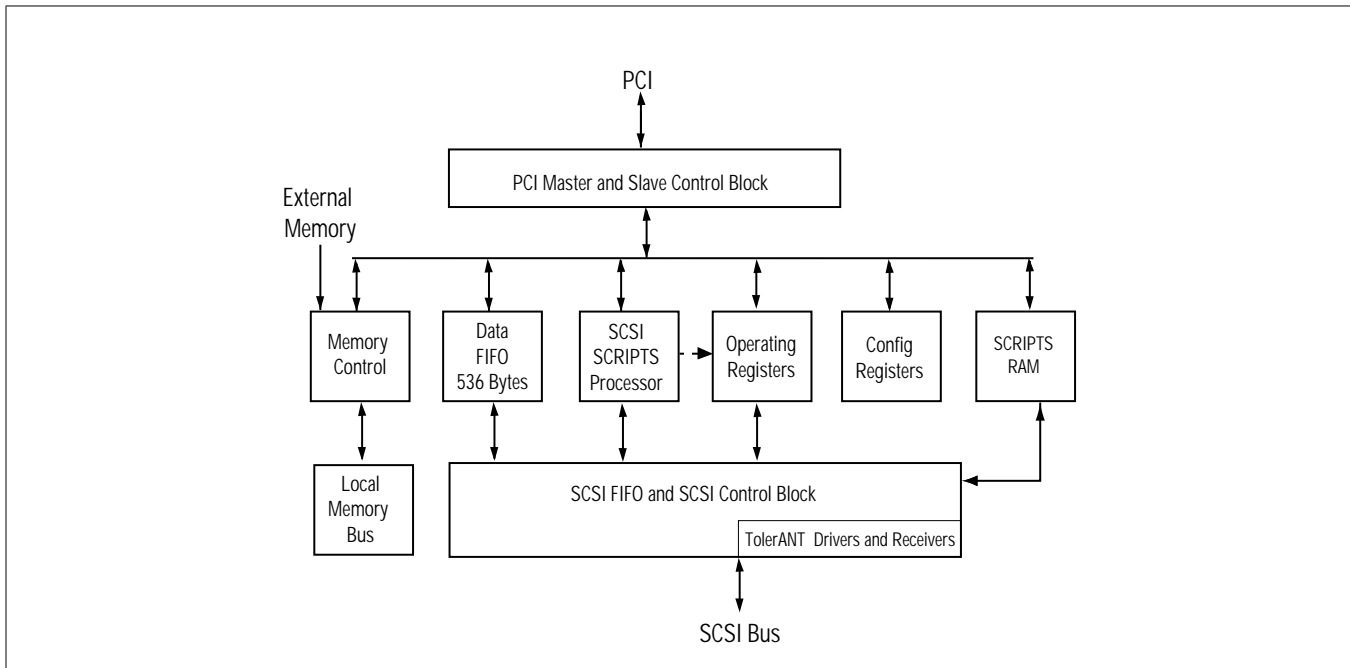 PCI
PCI Master and Slave Control Block
External
Memory
Memory
Control
Data
FIFO
536 Bytes
SCSI
SCRIPTS
Processor
Operating
Registers
Config
Registers
SCRIPTS
RAM
Local
Memory
Bus
SCSI FIFO and SCSI Control Block
TolerANT Drivers and Receivers
SCSI Bus